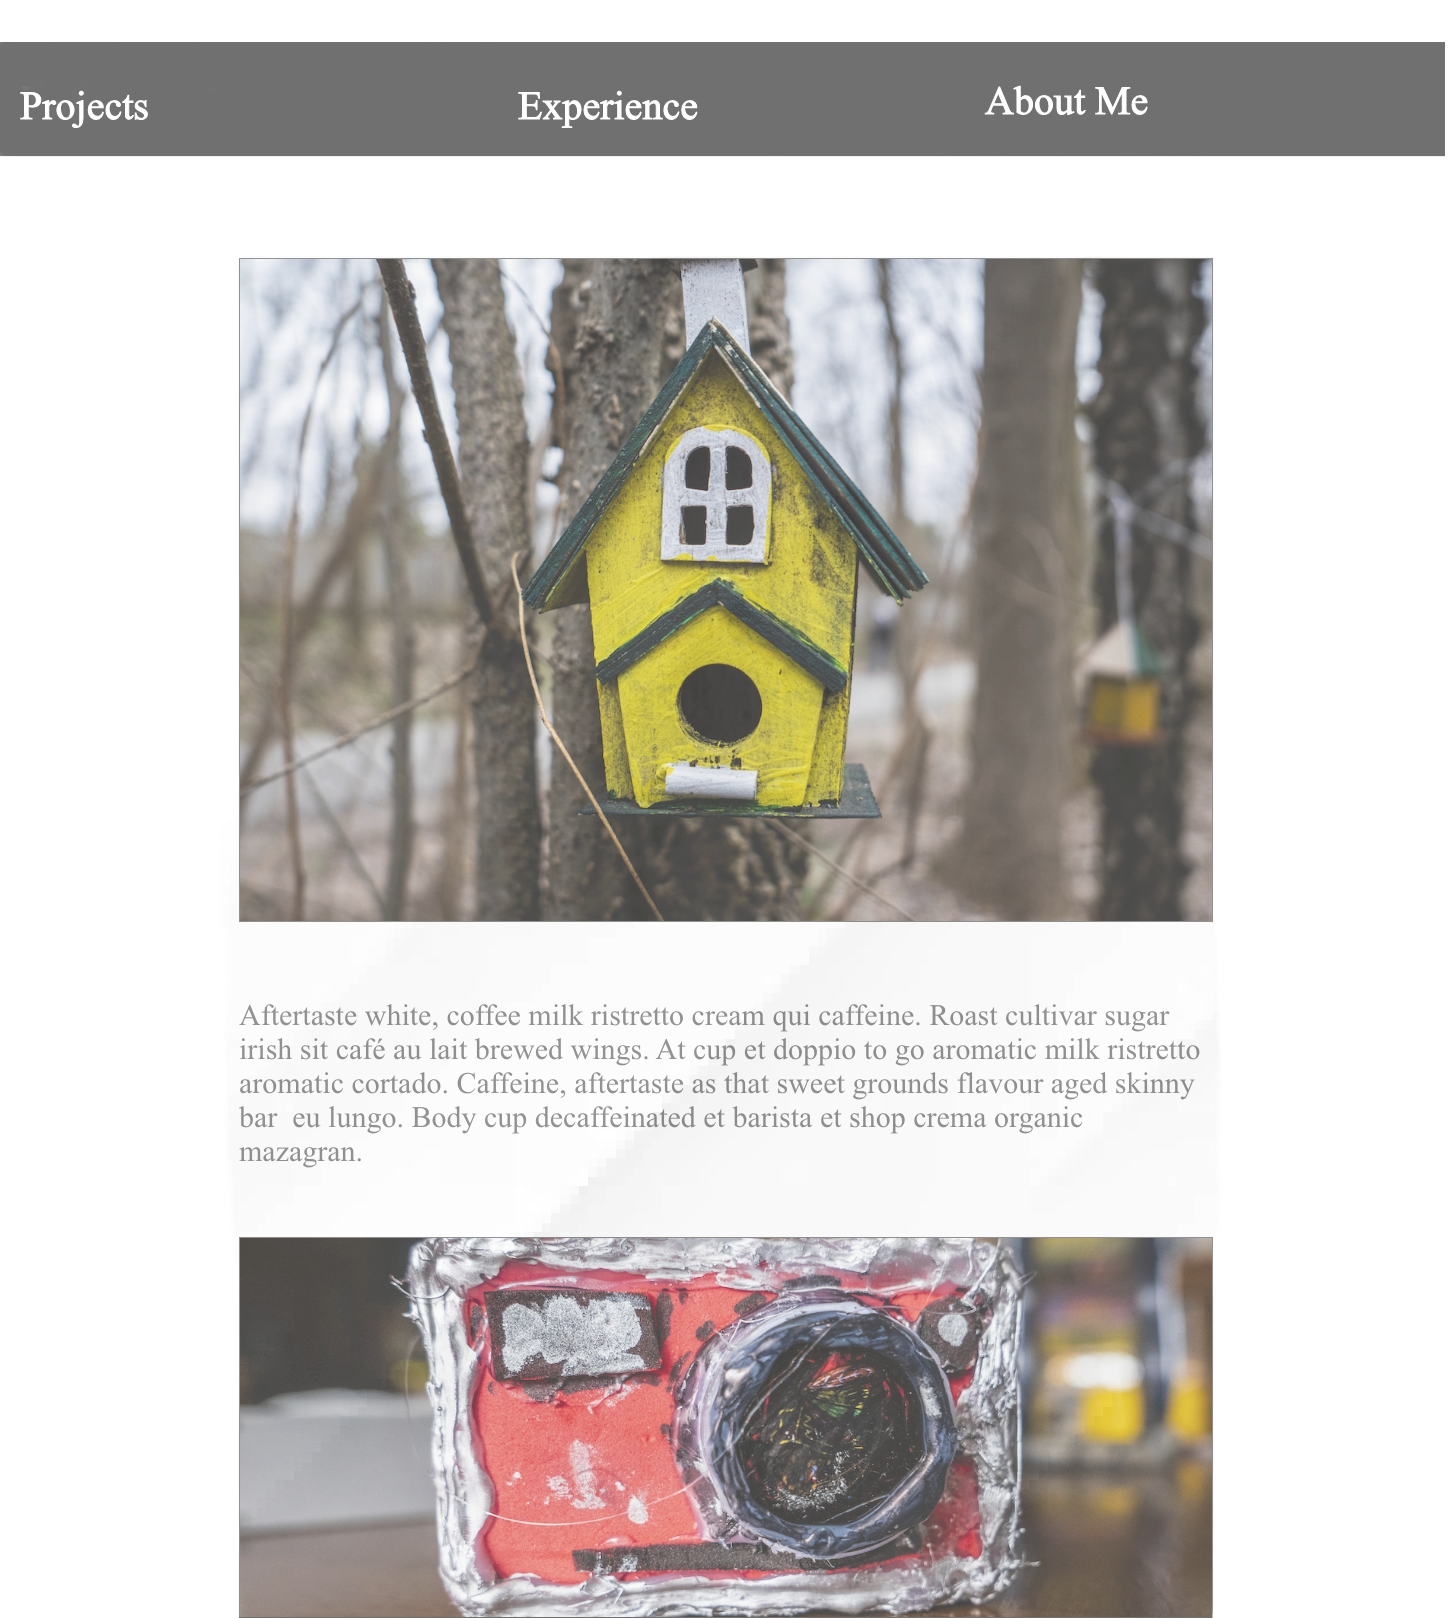 Projects Experience About Me
Aftertaste white, coffee milk ristretto cream qui caffeine. Roast cultivar sugar
irish sit café au lait brewed wings. At cup et doppio to go aromatic milk ristretto
aromatic cortado. Caffeine, aftertaste as that sweet grounds flavour aged skinny
bar  eu lungo. Body cup decaffeinated et barista et shop crema organic
mazagran.